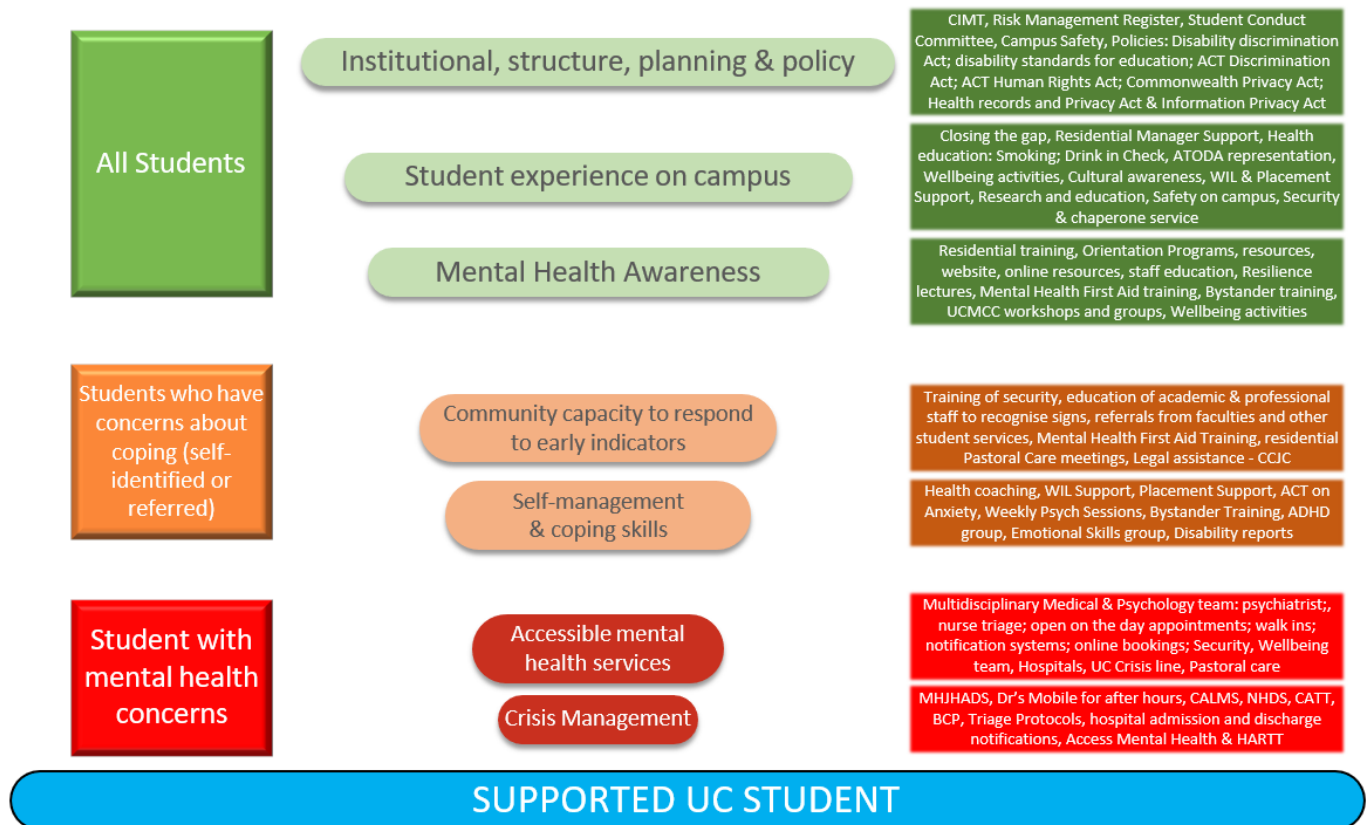 All Students
Institutional, structure, planning & policy
CIMT, Risk Management Register, Student Conduct
Committee, Campus Safety, Policies: Disability discrimination
Act; disability standards for education; ACT Discrimination
Act; ACT Human Rights Act; Commonwealth Privacy Act;
Health records and Privacy Act & Information Privacy Act
Student experience on campus
Closing the gap, Residential Manager Support, Health
education: Smoking; Drink in Check, ATODA representation,
Wellbeing activities, Cultural awareness, WIL & Placement
Support, Research and education, Safety on campus, Security
& chaperone service
Mental Health Awareness
Residential training, Orientation Programs, resources,
website, online resources, staff education, Resilience
lectures, Mental Health First Aid training, Bystander training,
UCMCC workshops and groups, Wellbeing activities
Students who have
concerns about
coping (self-
identified or
referred)
Community capacity to respond
to early indicators
Training of security, education of academic & professional
staff to recognise signs, referrals from faculties and other
student services, Mental Health First Aid Training, residential
Pastoral Care meetings, Legal assistance - CCJC
Self-management
& coping skills
Health coaching, WIL Support, Placement Support, ACT on
Anxiety, Weekly Psych Sessions, Bystander Training, ADHD
group, Emotional Skills group, Disability reports
Student with
mental health
concerns
Accessible mental
health services
Multidisciplinary Medical & Psychology team: psychiatrist;,
nurse triage; open on the day appointments; walk ins;
notification systems; online bookings; Security, Wellbeing
team, Hospitals, UC Crisis line, Pastoral care
Crisis Management
MHJHADS, Dr's Mobile for after hours, CALMS, NHDS, CATT,
BCP, Triage Protocols, hospital admission and discharge
notifications, Access Mental Health & HARTT
SUPPORTED UC STUDENT